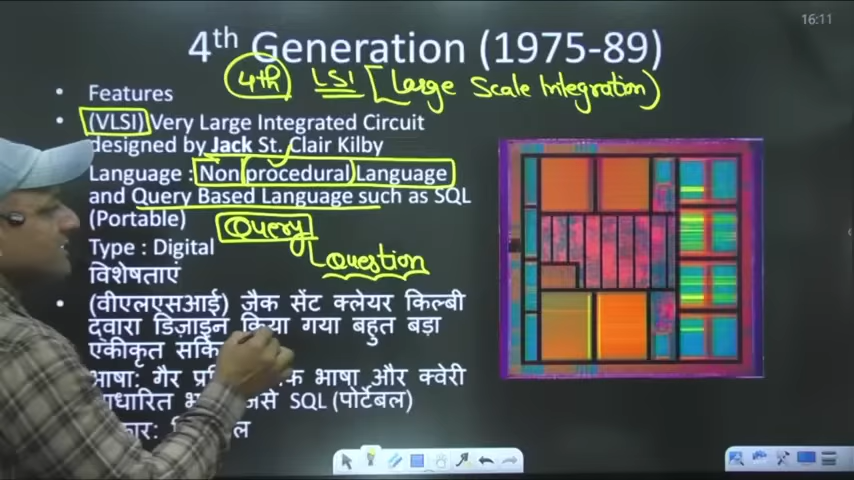 16:11
4th Generation (1975-89)
4th LSI [Large Scale Integration)
• Features
• (VLSI) Very Large Integrated Circuit
designed by Jack St. Clair Kilby
Language : Non procedural Language
and Query Based Language such as SQL
(Portable)
Query
Type : Digital
Question
विशेषताएं
• (वीएलएसआई) जैक सेंट क्लेयर किल्बी
द्वारा डिज़ाइन किया गया बहुत बड़ा
एकीकृत
भाषा: गैर भाषा और क्वेरी
SQL (पोर्टेबल)